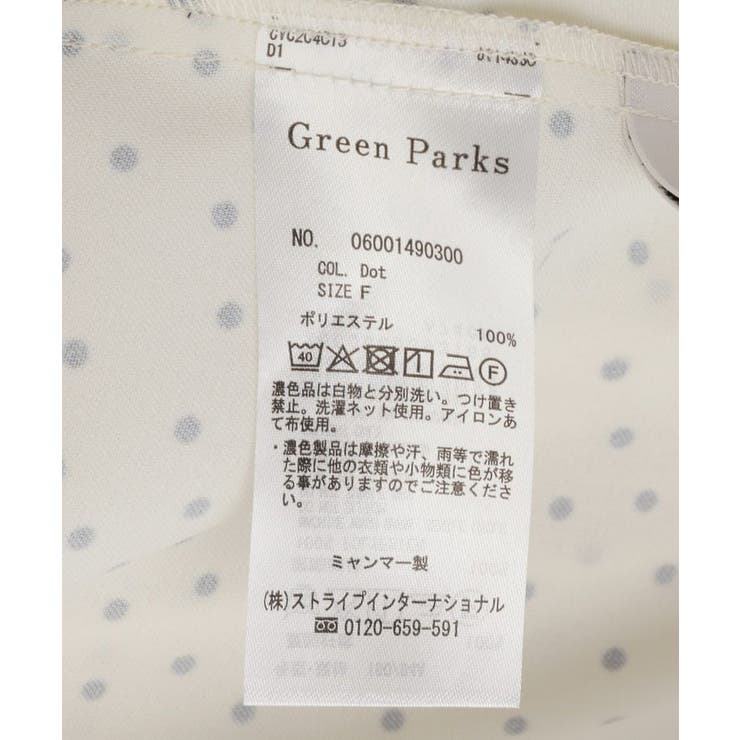 D1
Green Parks
NO. 06001490300
COL. Dot
SIZE F
ポリエステル 100%
40 F
濃色品は白物と分別洗い。つけ置き
禁止。洗濯ネット使用。アイロンあ
て布使用。
・濃色製品は摩擦や汗、雨等で濡れ
た際に他の衣類や小物類に色が移
る事がありますのでご注意くださ
い。
ミャンマー製
(株)ストライプインターナショナル
0120-659-591